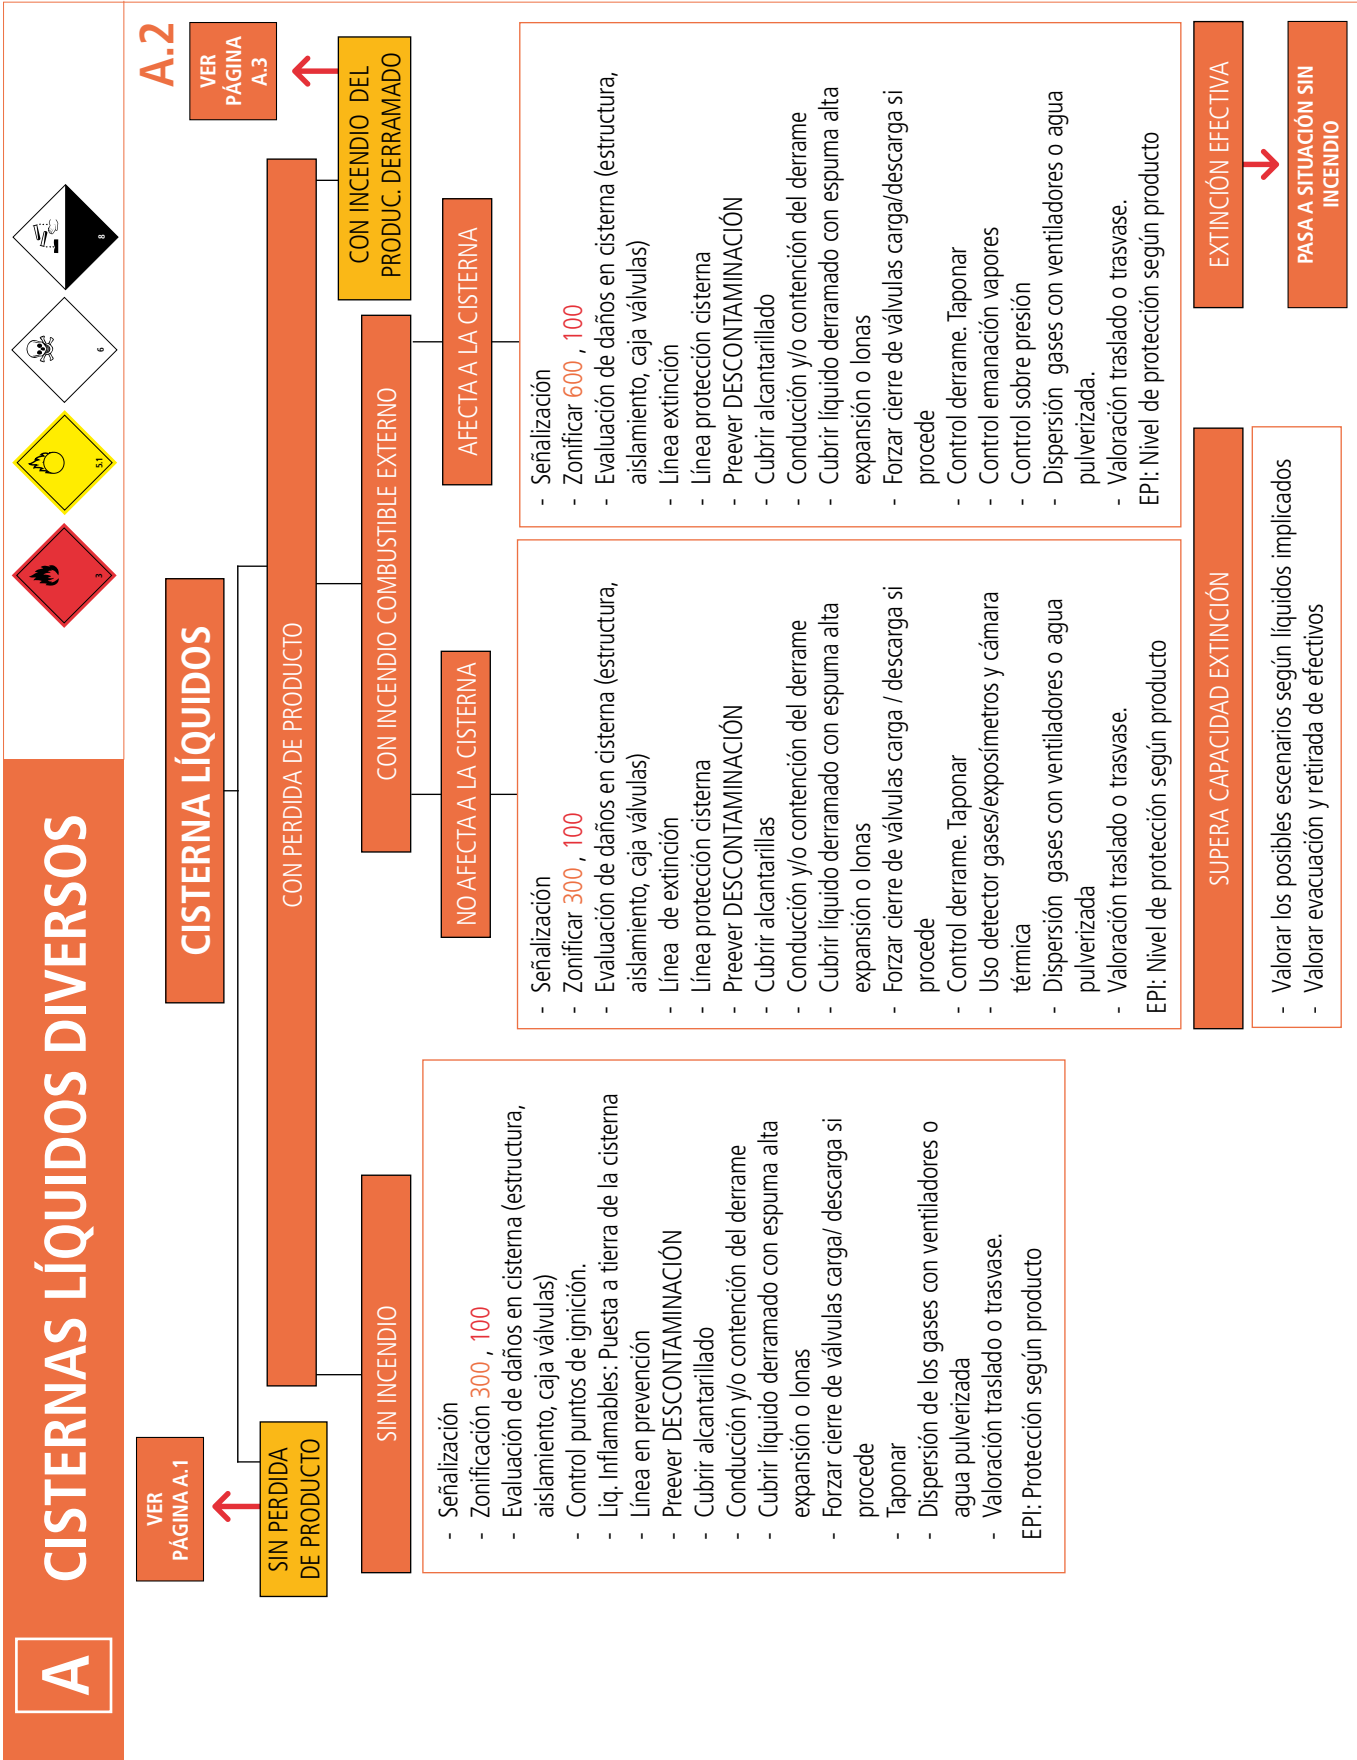 A
CISTERNAS LÍQUIDOS DIVERSOS
3
5.1
6
8
A.2
CISTERNA LÍQUIDOS
VER
PÁGINA A.1
SIN PERDIDA
DE PRODUCTO
CON PERDIDA DE PRODUCTO
VER
PÁGINA
A.3
SIN INCENDIO
CON INCENDIO COMBUSTIBLE EXTERNO
CON INCENDIO DEL
PRODUC. DERRAMADO
NO AFECTA A LA CISTERNA
AFECTA A LA CISTERNA
- Señalización
- Zonificación 300 , 100
- Evaluación de daños en cisterna (estructura,
aislamiento, caja válvulas)
- Control puntos de ignición.
- Liq. Inflamables: Puesta a tierra de la cisterna
- Línea en prevención
- Preever DESCONTAMINACIÓN
- Cubrir alcantarillado
- Conducción y/o contención del derrame
- Cubrir líquido derramado con espuma alta
expansión o lonas
- Forzar cierre de válvulas carga/ descarga si
procede
- Taponar
- Dispersión de los gases con ventiladores o
agua pulverizada
- Valoración traslado o trasvase.
EPI: Protección según producto
- Señalización
- Zonificar 300 , 100
- Evaluación de daños en cisterna (estructura,
aislamiento, caja válvulas)
- Línea  de extinción
- Línea protección cisterna
- Preever DESCONTAMINACIÓN
- Cubrir alcantarillas
- Conducción y/o contención del derrame
- Cubrir líquido derramado con espuma alta
expansión o lonas
- Forzar cierre de válvulas carga / descarga si
procede
- Control derrame. Taponar
- Uso detector gases/exposímetros y cámara
térmica
- Dispersión  gases con ventiladores o agua
pulverizada
- Valoración traslado o trasvase.
EPI: Nivel de protección según producto
- Señalización
- Zonificar 600 , 100
- Evaluación de daños en cisterna (estructura,
aislamiento, caja válvulas)
- Línea extinción
- Línea protección cisterna
- Preever DESCONTAMINACIÓN
- Cubrir alcantarillado
- Conducción y/o contención del derrame
- Cubrir líquido derramado con espuma alta
expansión o lonas
- Forzar cierre de válvulas carga/descarga si
procede
- Control derrame. Taponar
- Control emanación vapores
- Control sobre presión
- Dispersión  gases con ventiladores o agua
pulverizada.
- Valoración traslado o trasvase.
EPI: Nivel de protección según producto
SUPERA CAPACIDAD EXTINCIÓN
- Valorar los posibles escenarios según líquidos implicados
- Valorar evacuación y retirada de efectivos
EXTINCIÓN EFECTIVA
PASA A SITUACIÓN SIN
INCENDIO